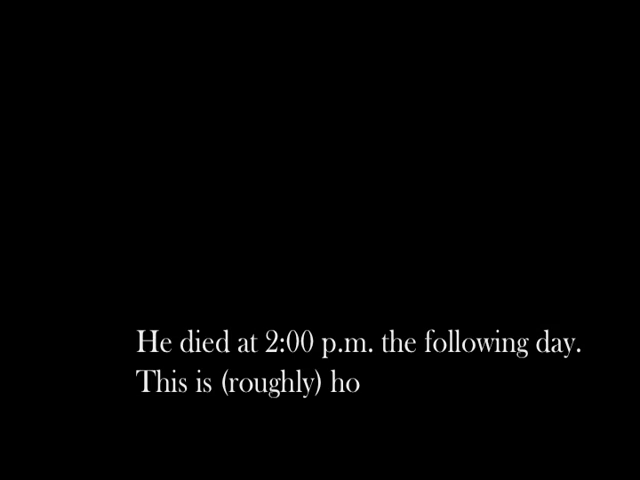 He died at 2:00 p.m. the following day.
This is (roughly) ho